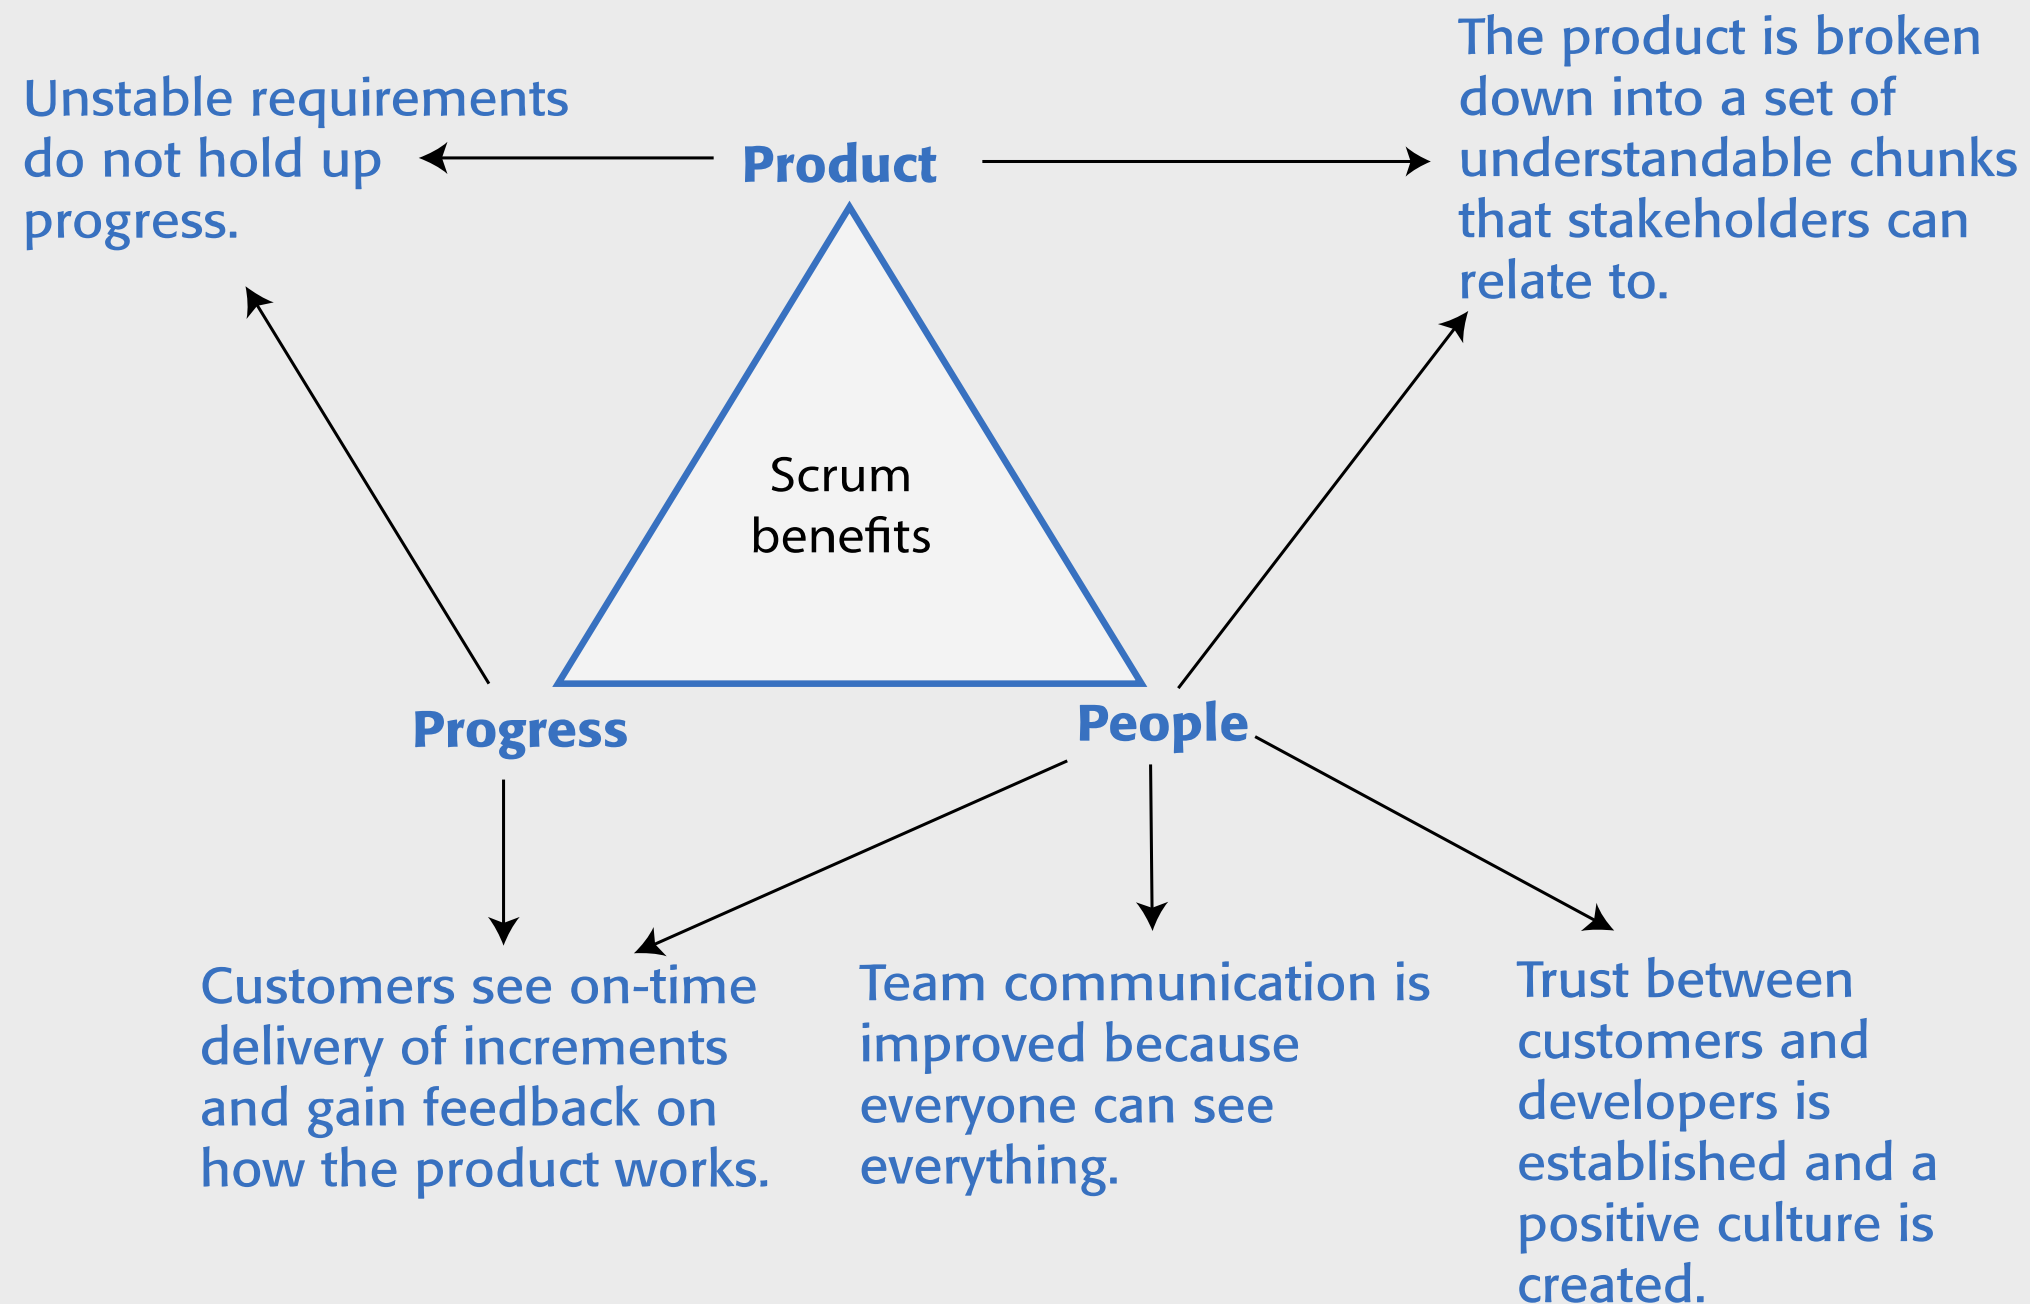 Unstable requirements
do not hold up
progress.
Product
The product is broken
down into a set of
understandable chunks
that stakeholders can
relate to.
Scrum
benefits
Progress
People
Customers see on-time
delivery of increments
and gain feedback on
how the product works.
Team communication is
improved because
everyone can see
everything.
Trust between
customers and
developers is
established and a
positive culture is
created.